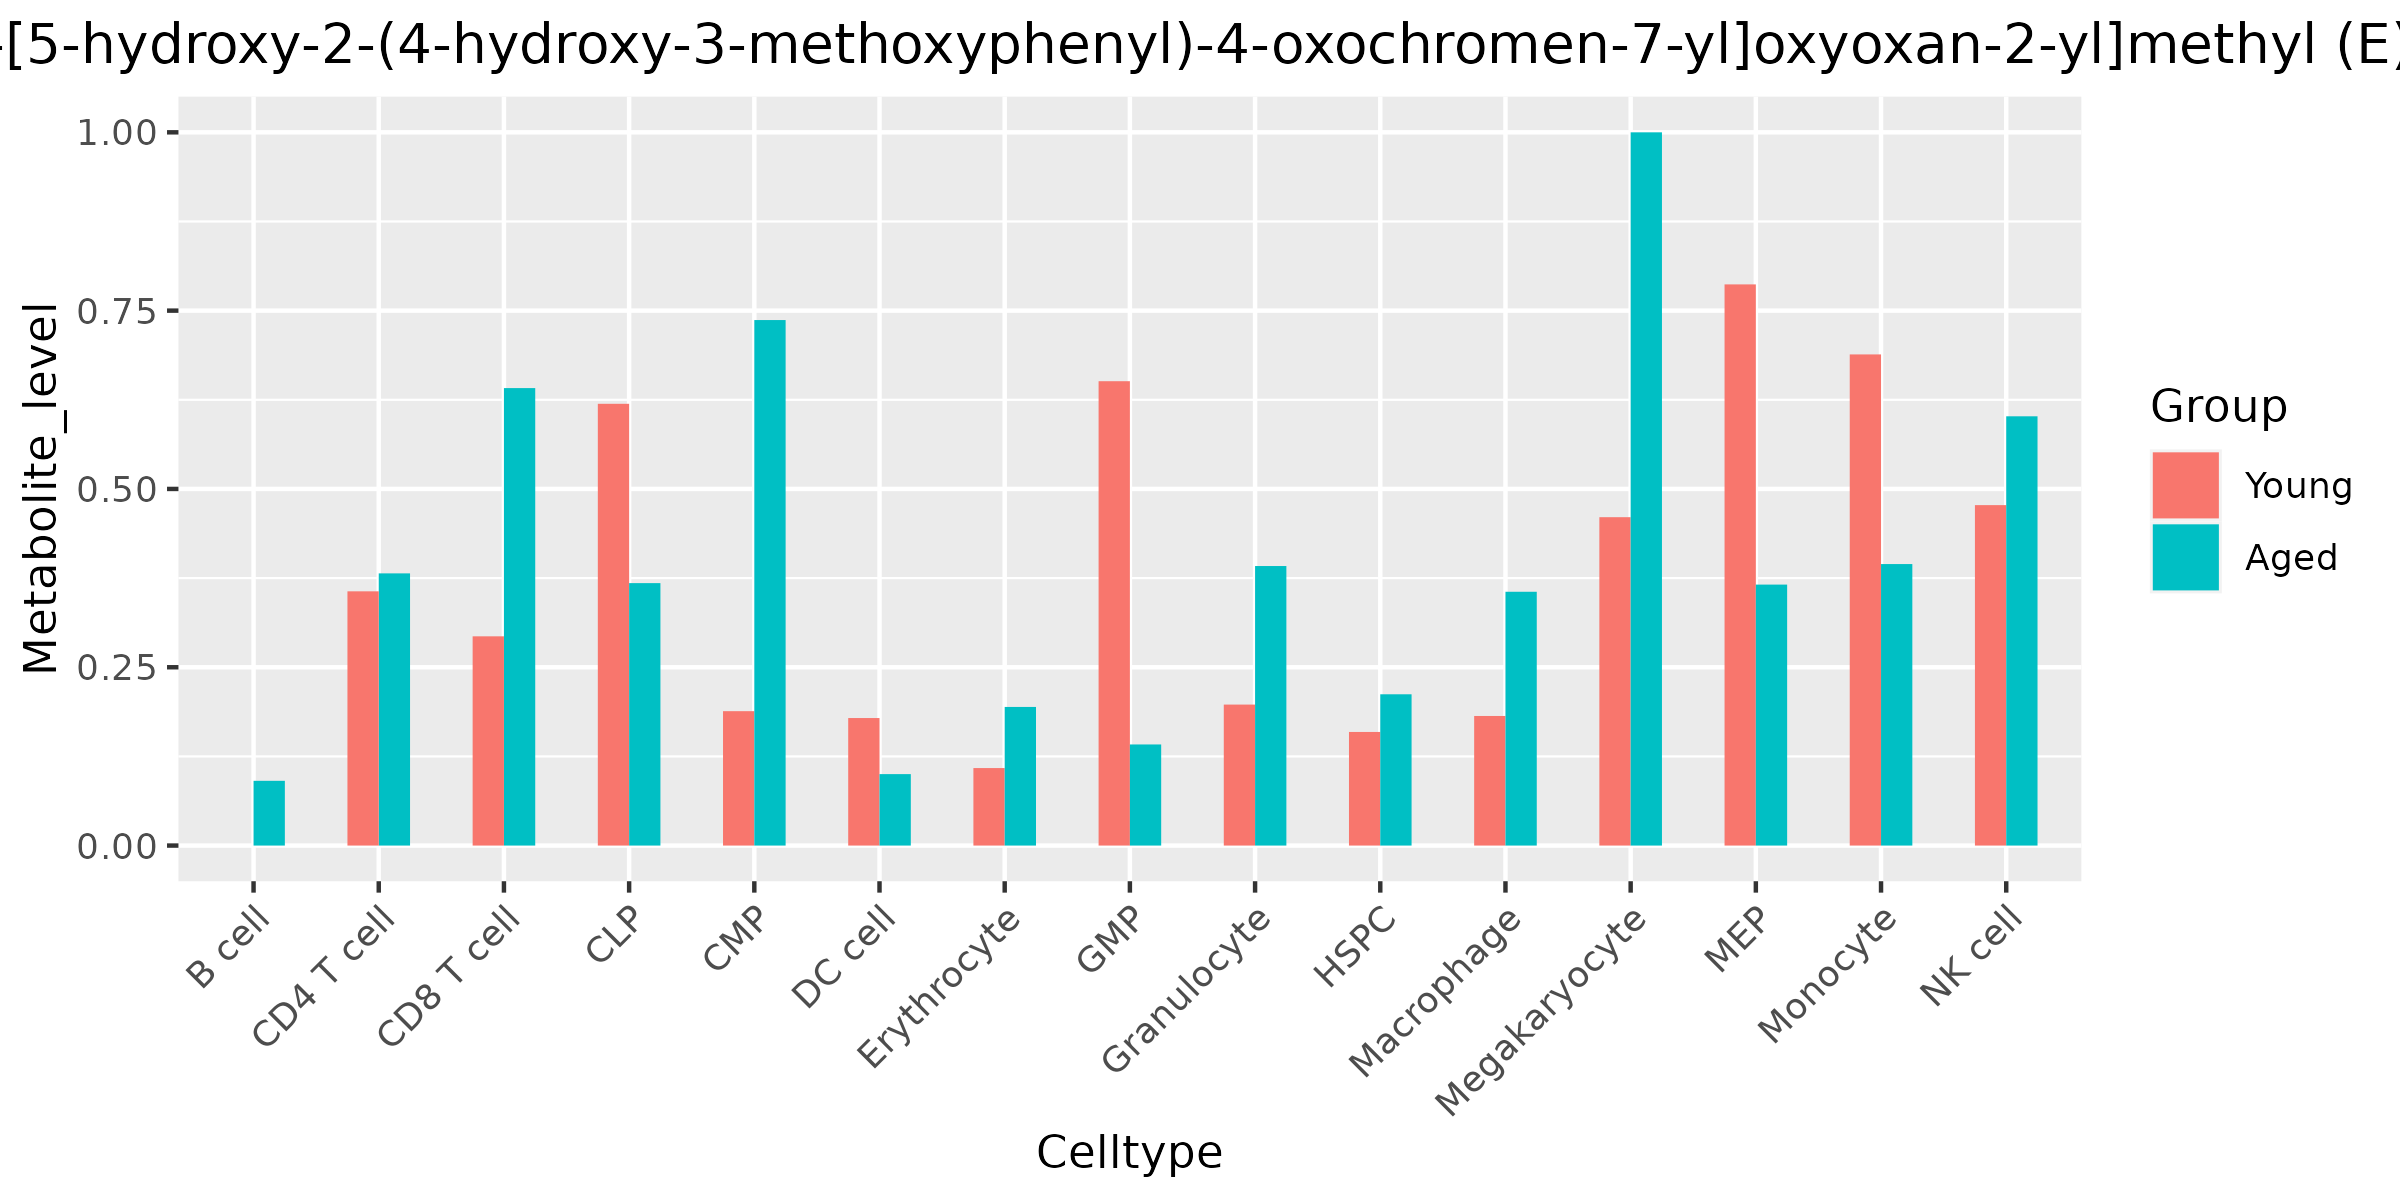 -[5-hydroxy-2-(4-hydroxy-3-methoxyphenyl)-4-oxochromen-7-yl]oxyoxan-2-yl]methyl (E)
Metabolite_level
1.00
0.75
0.50
0.25
0.00
B cell
CD4 T cell
CD8 T cell
CLP
CMP
DC cell
Erythrocyte
GMP
Granulocyte
HSPC
Macrophage
Megakaryocyte
MEP
Monocyte
NK cell
Celltype
Group
Young
Aged